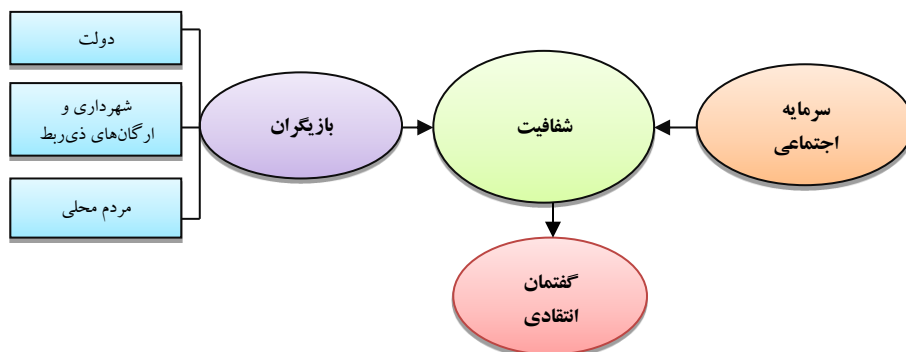 دولت
شهرداری و
ارگان‌های ذی‌ربط
مردم محلی
بازیگران
شفافیت
سرمایه
اجتماعی
گفتمان
انتقادی